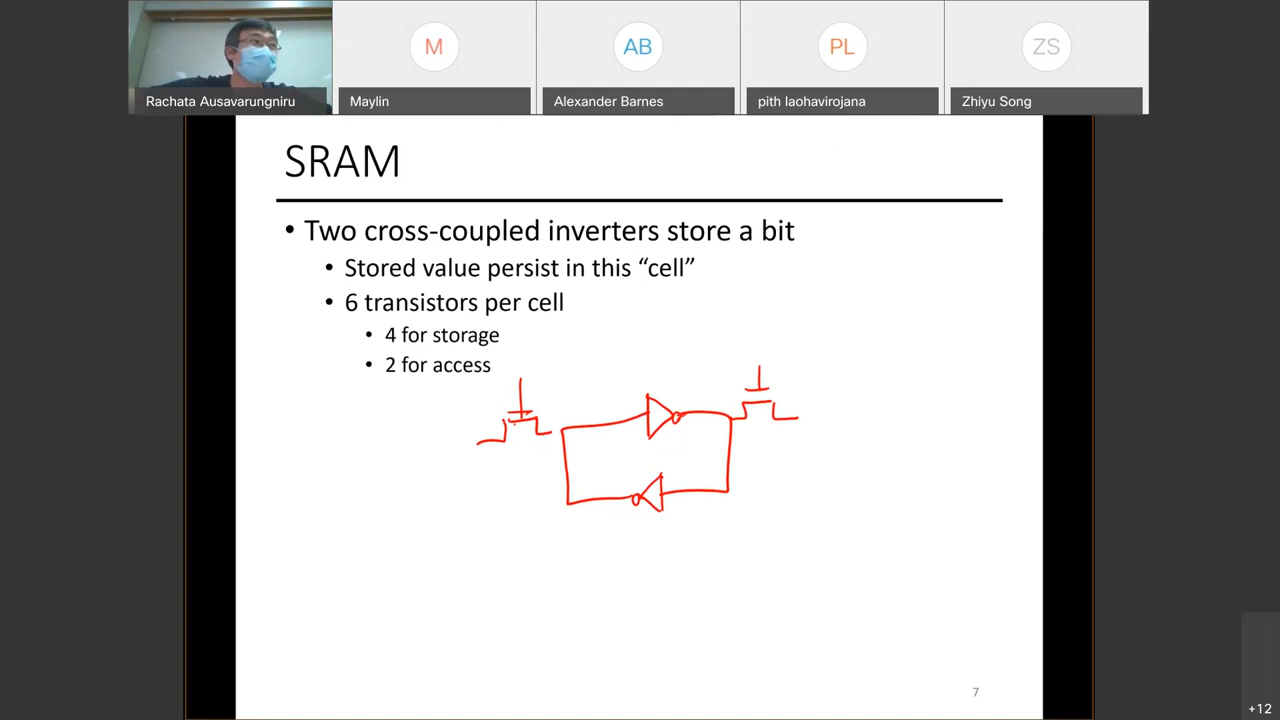 M
AB
PL
ZS
Rachata Ausavarungniru
Maylin
Alexander Barnes
pith laohavirojana
Zhiyu Song
SRAM
• Two cross-coupled inverters store a bit
• Stored value persist in this “cell”
• 6 transistors per cell
• 4 for storage
• 2 for access
7
+12